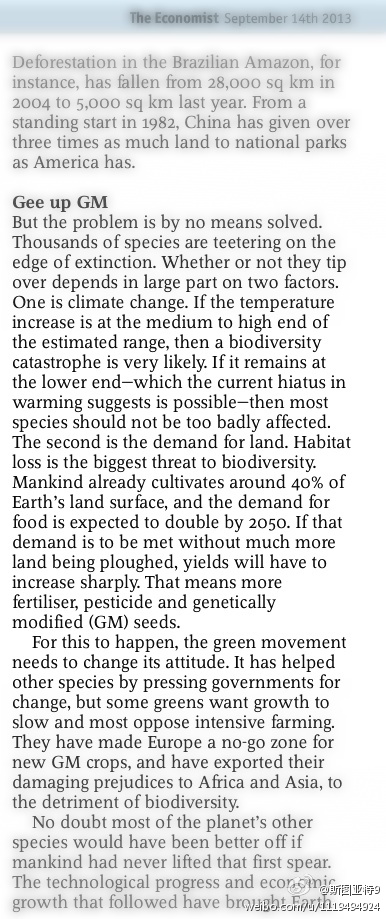 The Economist September 14th 2013
Deforestation in the Brazilian Amazon, for
instance, has fallen from 28,000 sq km in
2004 to 5,000 sq km last year. From a
standing start in 1982, China has given over
three times as much land to national parks
as America has.
Gee up GM
But the problem is by no means solved.
Thousands of species are teetering on the
edge of extinction. Whether or not they tip
over depends in large part on two factors.
One is climate change. If the temperature
increase is at the medium to high end of
the estimated range, then a biodiversity
catastrophe is very likely. If it remains at
the lower end—which the current hiatus in
warming suggests is possible—then most
species should not be too badly affected.
The second is the demand for land. Habitat
loss is the biggest threat to biodiversity.
Mankind already cultivates around 40% of
Earth's land surface, and the demand for
food is expected to double by 2050. If that
demand is to be met without much more
land being ploughed, yields will have to
increase sharply. That means more
fertiliser, pesticide and genetically
modified (GM) seeds.
For this to happen, the green movement
needs to change its attitude. It has helped
other species by pressing governments for
change, but some greens want growth to
slow and most oppose intensive farming.
They have made Europe a no-go zone for
new GM crops, and have exported their
damaging prejudices to Africa and Asia, to
the detriment of biodiversity.
No doubt most of the planet's other
species would have been better off if
mankind had never lifted that first spear.
The technological progress and economic
growth that followed have brought Earth
@斯图亚特9
weibo.com/u/1119494924